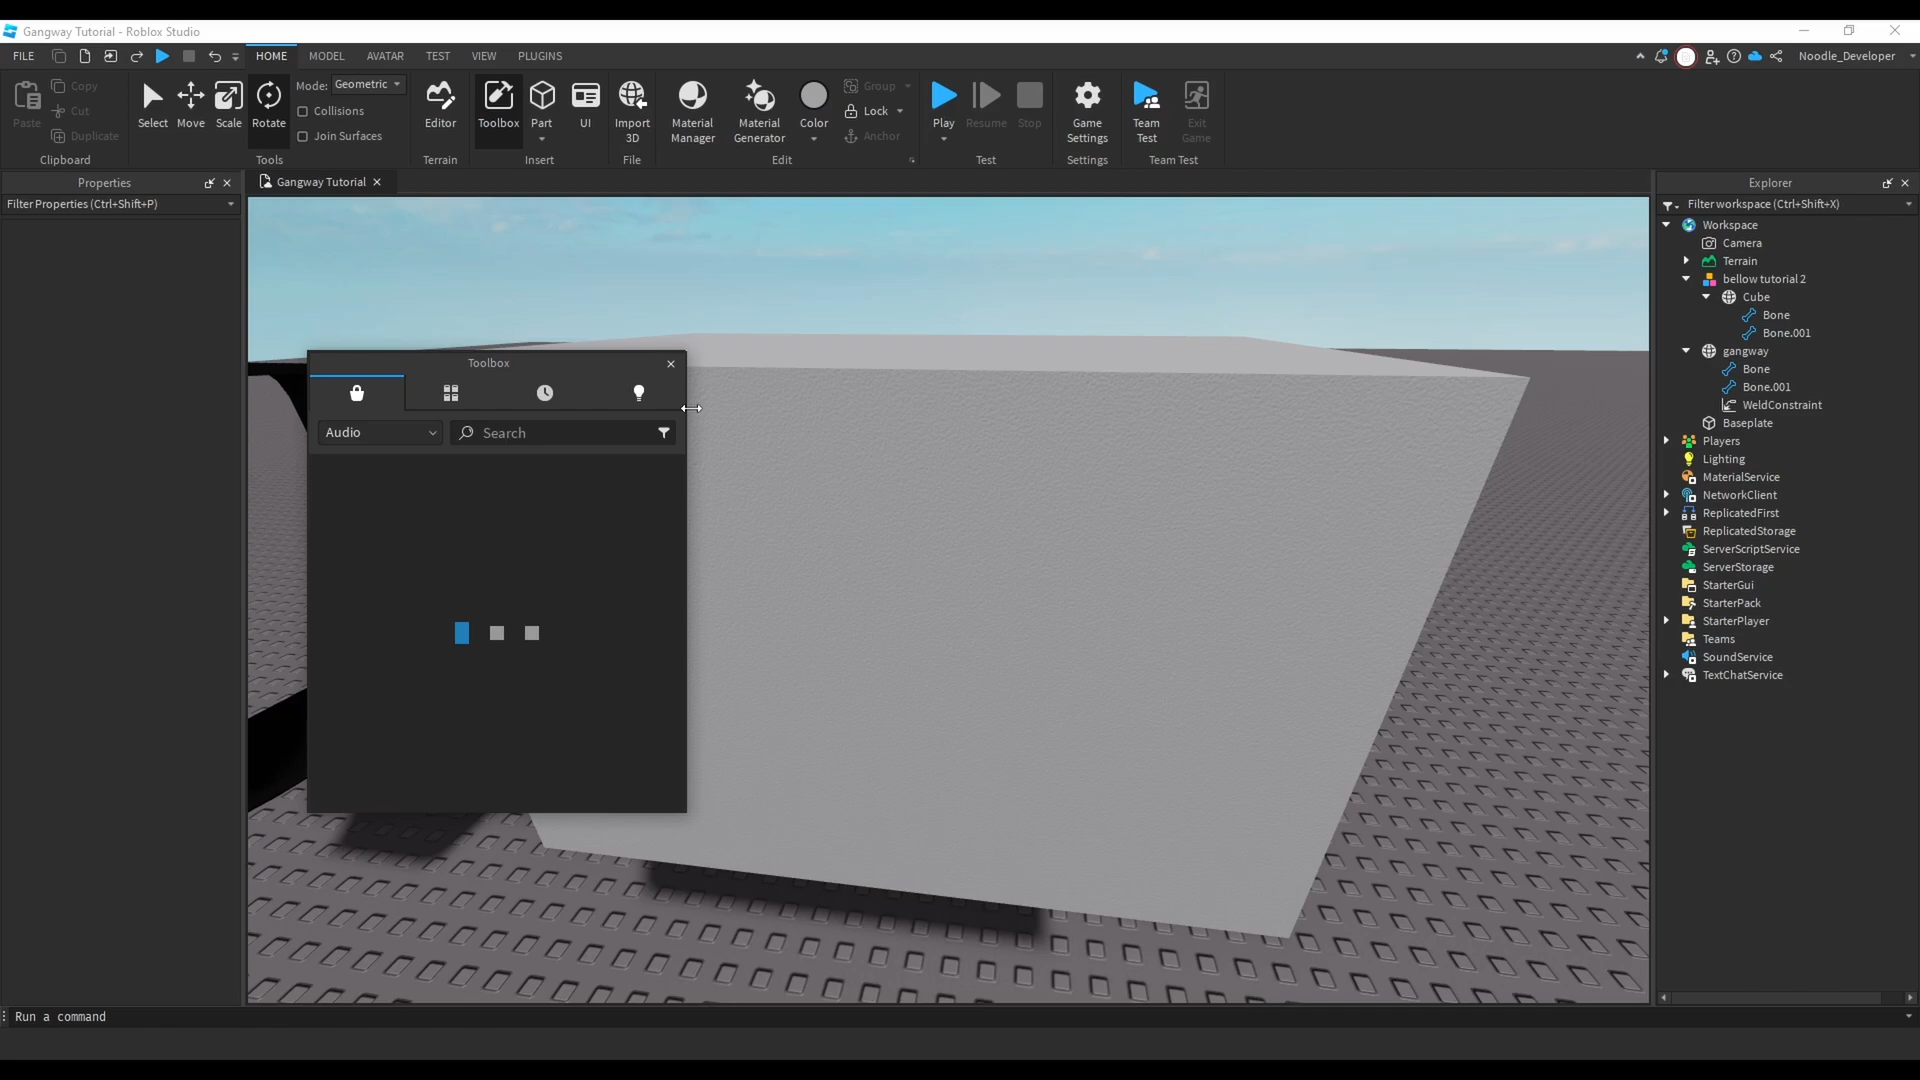 Gangway Tutorial - Roblox Studio
FILE
HOME
MODEL
AVATAR
TEST
VIEW
PLUGINS
Noodle_Developer
Paste
Copy
Cut
Duplicate
Clipboard
Select
Move
Scale
Rotate
Mode: Geometric
Collisions
Join Surfaces
Tools
Editor
Terrain
Toolbox
Part
UI
Insert
Import
3D
File
Material
Manager
Material
Generator
Color
Group
Lock
Anchor
Edit
Play
Resume
Stop
Test
Game
Settings
Settings
Team
Test
Exit
Game
Team Test
Properties
Filter Properties (Ctrl+Shift+P)
Gangway Tutorial
Toolbox
Audio
Search
Explorer
Filter workspace (Ctrl+Shift+X)
Workspace
Camera
Terrain
bellow tutorial 2
Cube
Bone
Bone.001
gangway
Bone
Bone.001
WeldConstraint
Baseplate
Players
Lighting
MaterialService
NetworkClient
ReplicatedFirst
ReplicatedStorage
ServerScriptService
ServerStorage
StarterGui
StarterPack
StarterPlayer
Teams
SoundService
TextChatService
Run a command